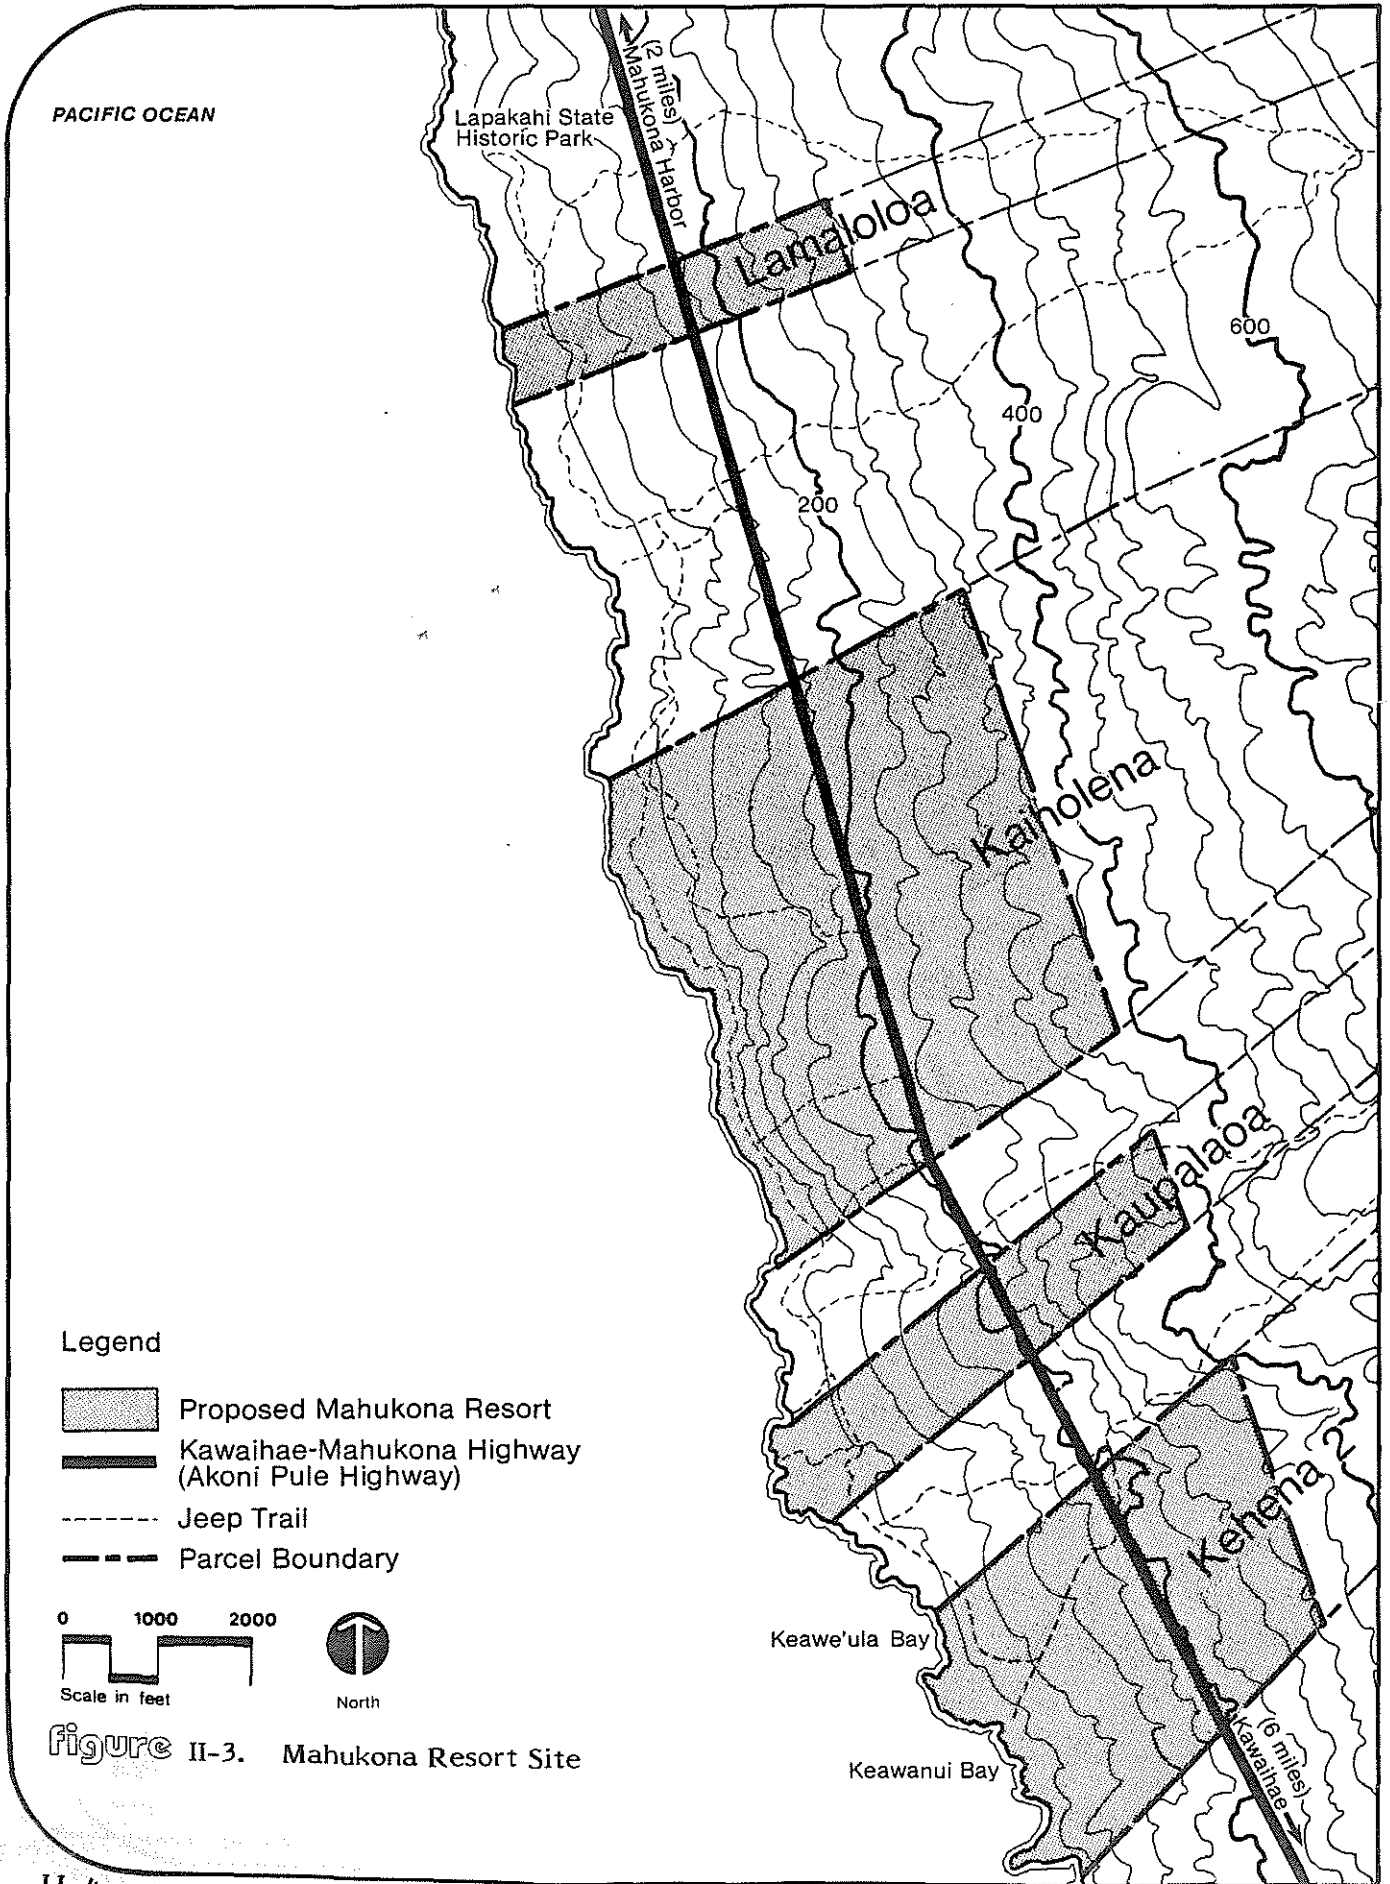 PACIFIC OCEAN
(2 miles)
Mahukona Harbor
Lapakahi State
Historic Park
Lamaloloa
600
400
200
Kaiholena
Kaupalaoa
Kehena 2
Legend
Proposed Mahukona Resort
Kawaihae-Mahukona Highway
(Akoni Pule Highway)
Jeep Trail
Parcel Boundary
0 1000 2000
Scale in feet
North
Keawe'ula Bay
Keawanui Bay
(6 miles)
Kawaihae
figure II-3. Mahukona Resort Site